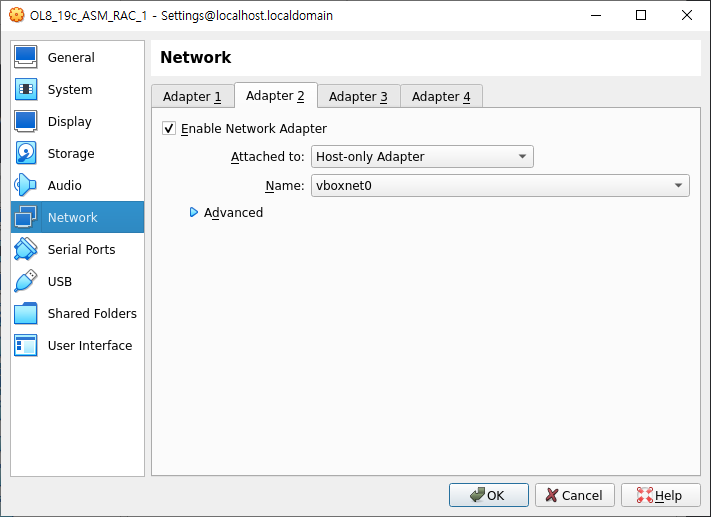 OL8_19c_ASM_RAC_1 - Settings@localhost.localdomain
General
System
Display
Storage
Audio
Network
Serial Ports
USB
Shared Folders
User Interface
Network
Adapter 1 Adapter 2 Adapter 3 Adapter 4
Enable Network Adapter
Attached to: Host-only Adapter
Name: vboxnet0
Advanced
OK Cancel Help